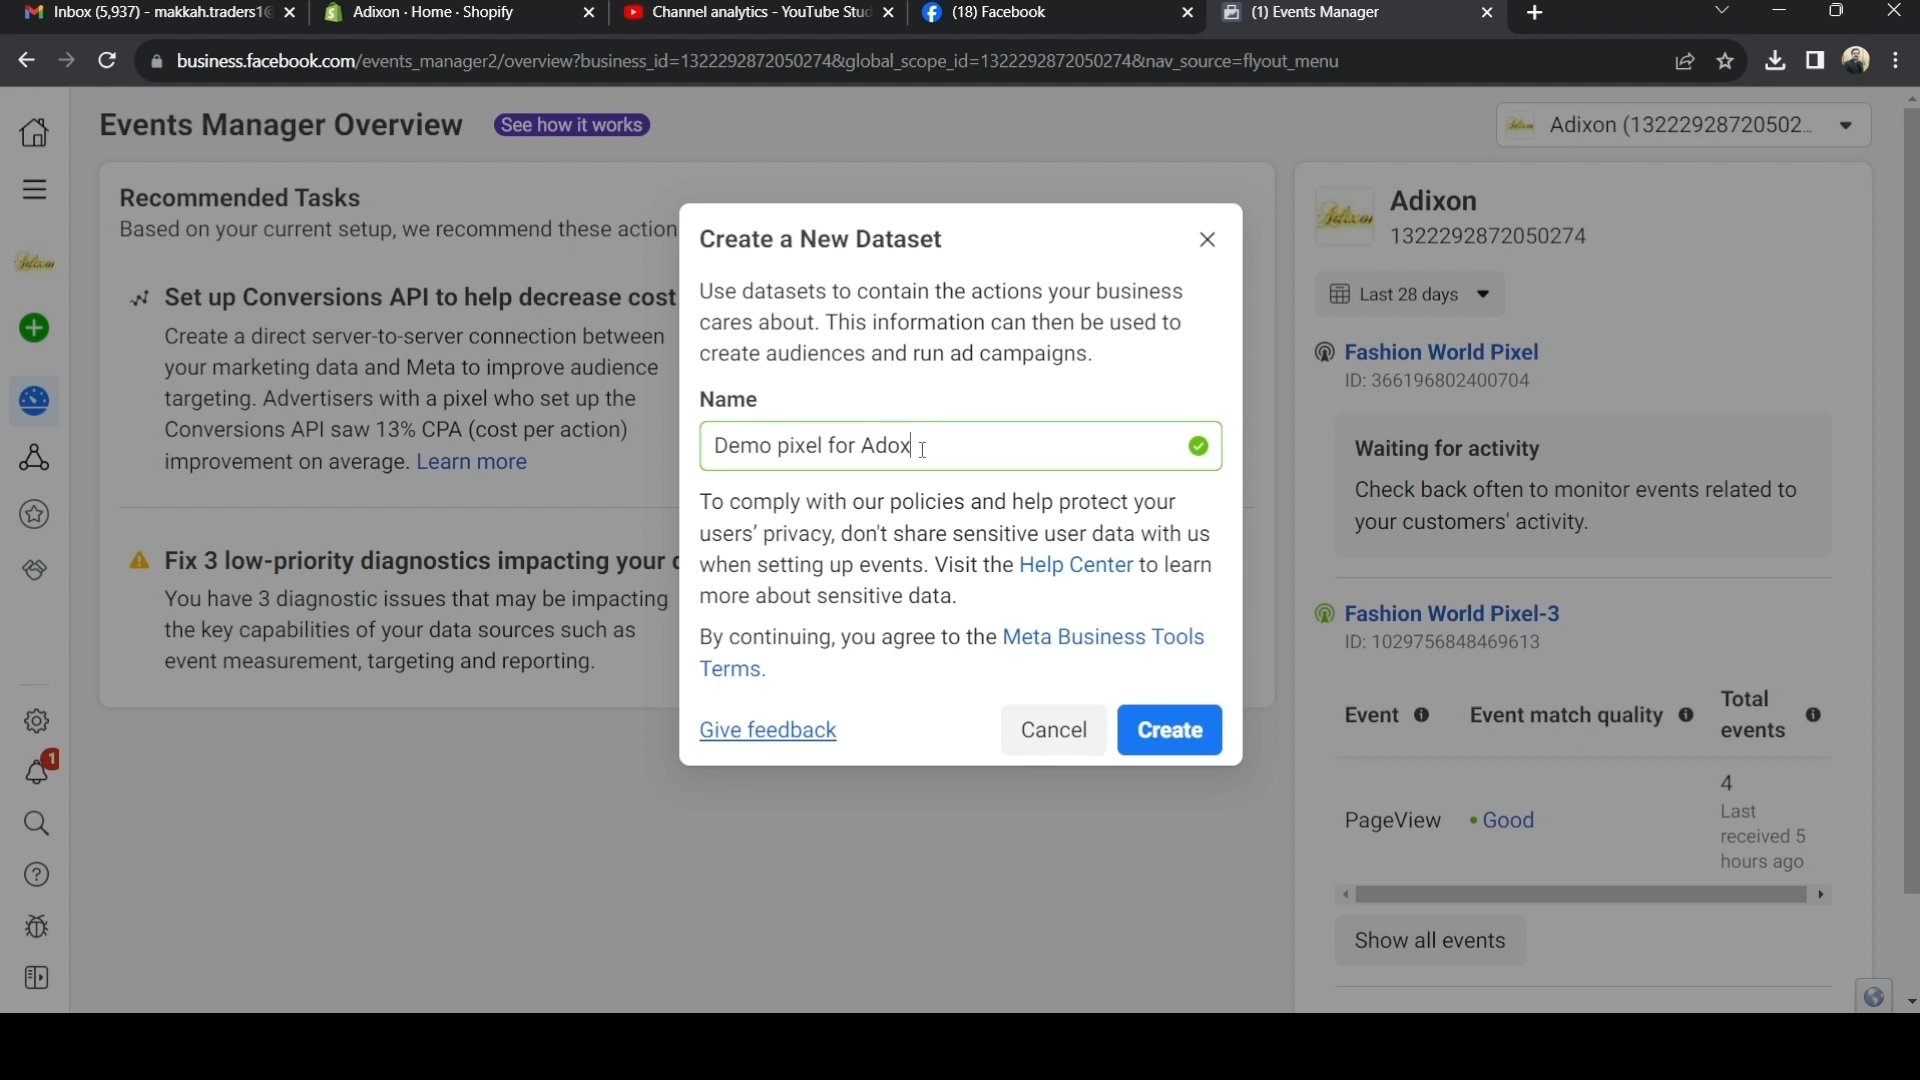 Inbox (5,937) - makkah.traders1@
Adixon · Home · Shopify
Channel analytics - YouTube Stud
(18) Facebook
(1) Events Manager
business.facebook.com/events_manager2/overview?business_id=1322292872050274&global_scope_id=1322292872050274&nav_source=flyout_menu
Events Manager Overview
See how it works
Adixon (13222928720502...
Recommended Tasks
Based on your current setup, we recommend these action
Set up Conversions API to help decrease cost
Create a direct server-to-server connection between
your marketing data and Meta to improve audience
targeting. Advertisers with a pixel who set up the
Conversions API saw 13% CPA (cost per action)
improvement on average. Learn more
Fix 3 low-priority diagnostics impacting your
You have 3 diagnostic issues that may be impacting
the key capabilities of your data sources such as
event measurement, targeting and reporting.
1
Create a New Dataset
Use datasets to contain the actions your business
cares about. This information can then be used to
create audiences and run ad campaigns.
Name
Demo pixel for Adox
To comply with our policies and help protect your
users' privacy, don't share sensitive user data with us
when setting up events. Visit the Help Center to learn
more about sensitive data.
By continuing, you agree to the Meta Business Tools
Terms.
Give feedback
Cancel
Create
Adixon
Adixon
1322292872050274
Last 28 days
Fashion World Pixel
ID: 366196802400704
Waiting for activity
Check back often to monitor events related to
your customers' activity.
Fashion World Pixel-3
ID: 1029756848469613
Event
Event match quality
Total
events
PageView
Good
4
Last
received 5
hours ago
Show all events